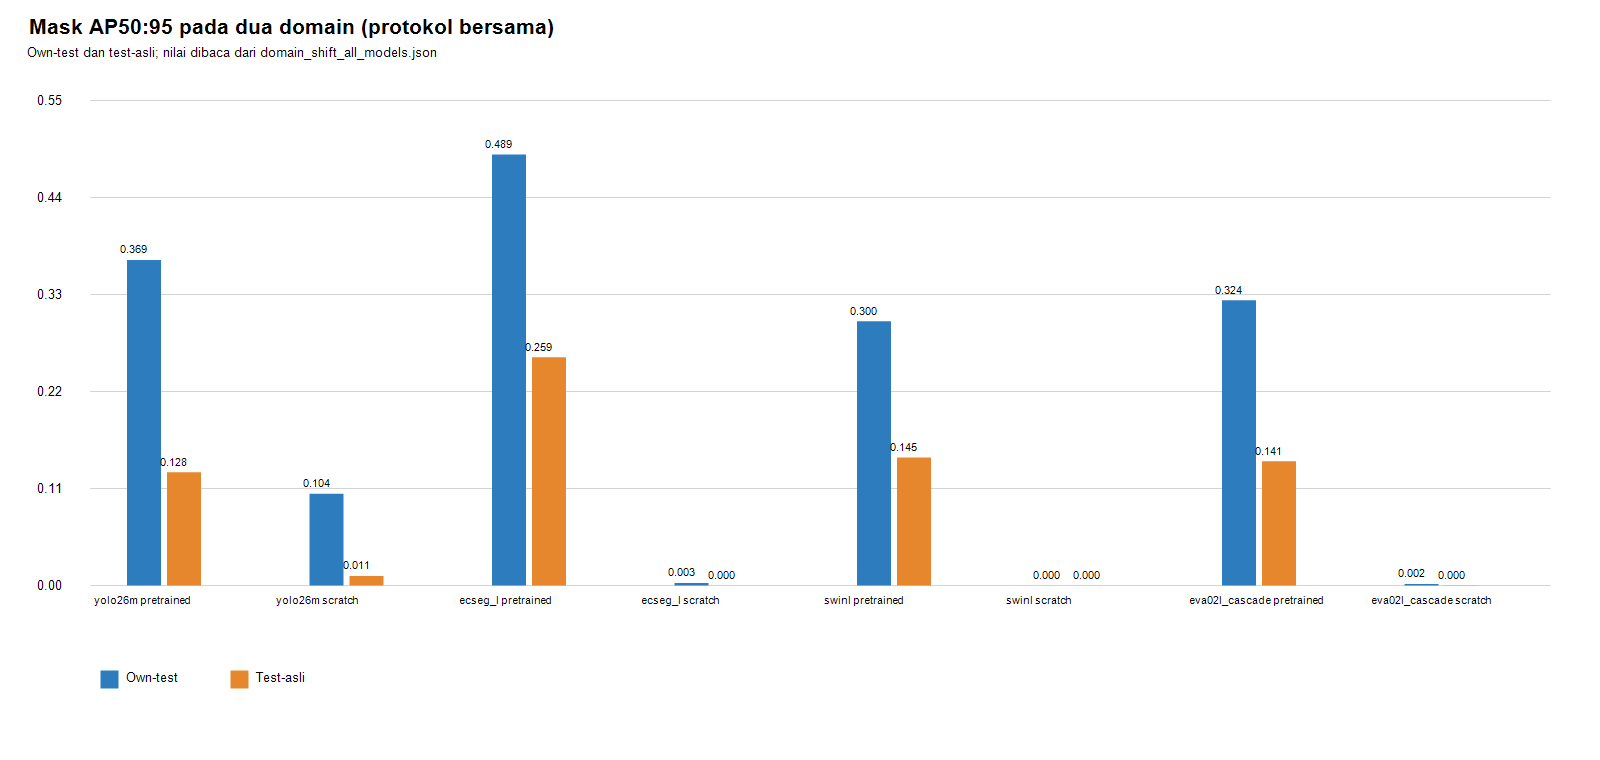 Mask AP50:95 pada dua domain (protokol bersama)
Own-test dan test-asli; nilai dibaca dari domain_shift_all_models.json
0.55
0.44
0.33
0.22
0.11
0.00
0.369
0.128
0.104
0.011
0.489
0.259
0.003
0.000
0.300
0.145
0.000
0.000
0.324
0.141
0.002
0.000
yolo26m pretrained
yolo26m scratch
ecseg_l pretrained
ecseg_l scratch
swinl pretrained
swinl scratch
eva02l_cascade pretrained
eva02l_cascade scratch
Own-test
Test-asli